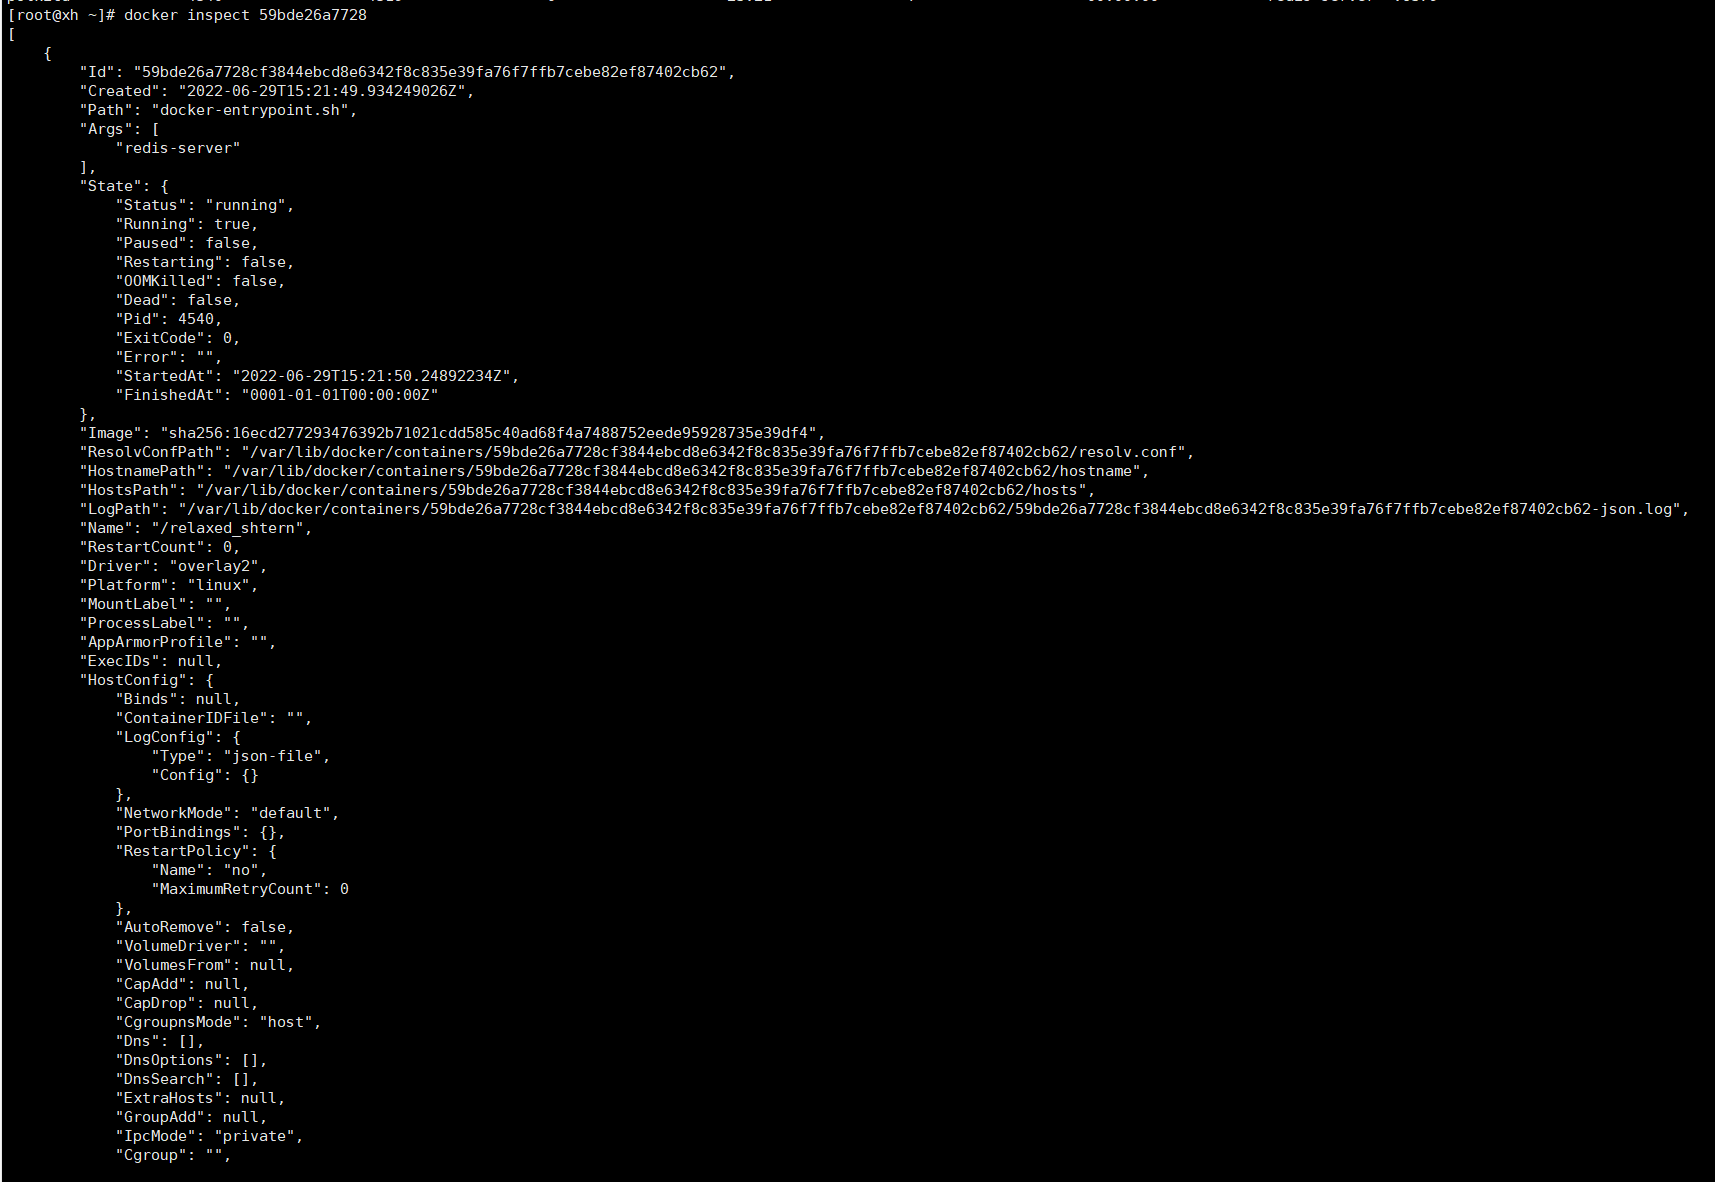 [root@xh ~]# docker inspect 59bde26a7728
[
    {
        "Id": "59bde26a7728cf3844ebcd8e6342f8c835e39fa76f7ffb7cebe82ef87402cb62",
        "Created": "2022-06-29T15:21:49.934249026Z",
        "Path": "docker-entrypoint.sh",
        "Args": [
            "redis-server"
        ],
        "State": {
            "Status": "running",
            "Running": true,
            "Paused": false,
            "Restarting": false,
            "OOMKilled": false,
            "Dead": false,
            "Pid": 4540,
            "ExitCode": 0,
            "Error": "",
            "StartedAt": "2022-06-29T15:21:50.24892234Z",
            "FinishedAt": "0001-01-01T00:00:00Z"
        },
        "Image": "sha256:16ecd277293476392b71021cdd585c40ad68f4a7488752eede95928735e39df4",
        "ResolvConfPath": "/var/lib/docker/containers/59bde26a7728cf3844ebcd8e6342f8c835e39fa76f7ffb7cebe82ef87402cb62/resolv.conf",
        "HostnamePath": "/var/lib/docker/containers/59bde26a7728cf3844ebcd8e6342f8c835e39fa76f7ffb7cebe82ef87402cb62/hostname",
        "HostsPath": "/var/lib/docker/containers/59bde26a7728cf3844ebcd8e6342f8c835e39fa76f7ffb7cebe82ef87402cb62/hosts",
        "LogPath": "/var/lib/docker/containers/59bde26a7728cf3844ebcd8e6342f8c835e39fa76f7ffb7cebe82ef87402cb62/59bde26a7728cf3844ebcd8e6342f8c835e39fa76f7ffb7cebe82ef87402cb62-json.log",
        "Name": "/relaxed_shtern",
        "RestartCount": 0,
        "Driver": "overlay2",
        "Platform": "linux",
        "MountLabel": "",
        "ProcessLabel": "",
        "AppArmorProfile": "",
        "ExecIDs": null,
        "HostConfig": {
            "Binds": null,
            "ContainerIDFile": "",
            "LogConfig": {
                "Type": "json-file",
                "Config": {}
            },
            "NetworkMode": "default",
            "PortBindings": {},
            "RestartPolicy": {
                "Name": "no",
                "MaximumRetryCount": 0
            },
            "AutoRemove": false,
            "VolumeDriver": "",
            "VolumesFrom": null,
            "CapAdd": null,
            "CapDrop": null,
            "CgroupnsMode": "host",
            "Dns": [],
            "DnsOptions": [],
            "DnsSearch": [],
            "ExtraHosts": null,
            "GroupAdd": null,
            "IpcMode": "private",
            "Cgroup": "",